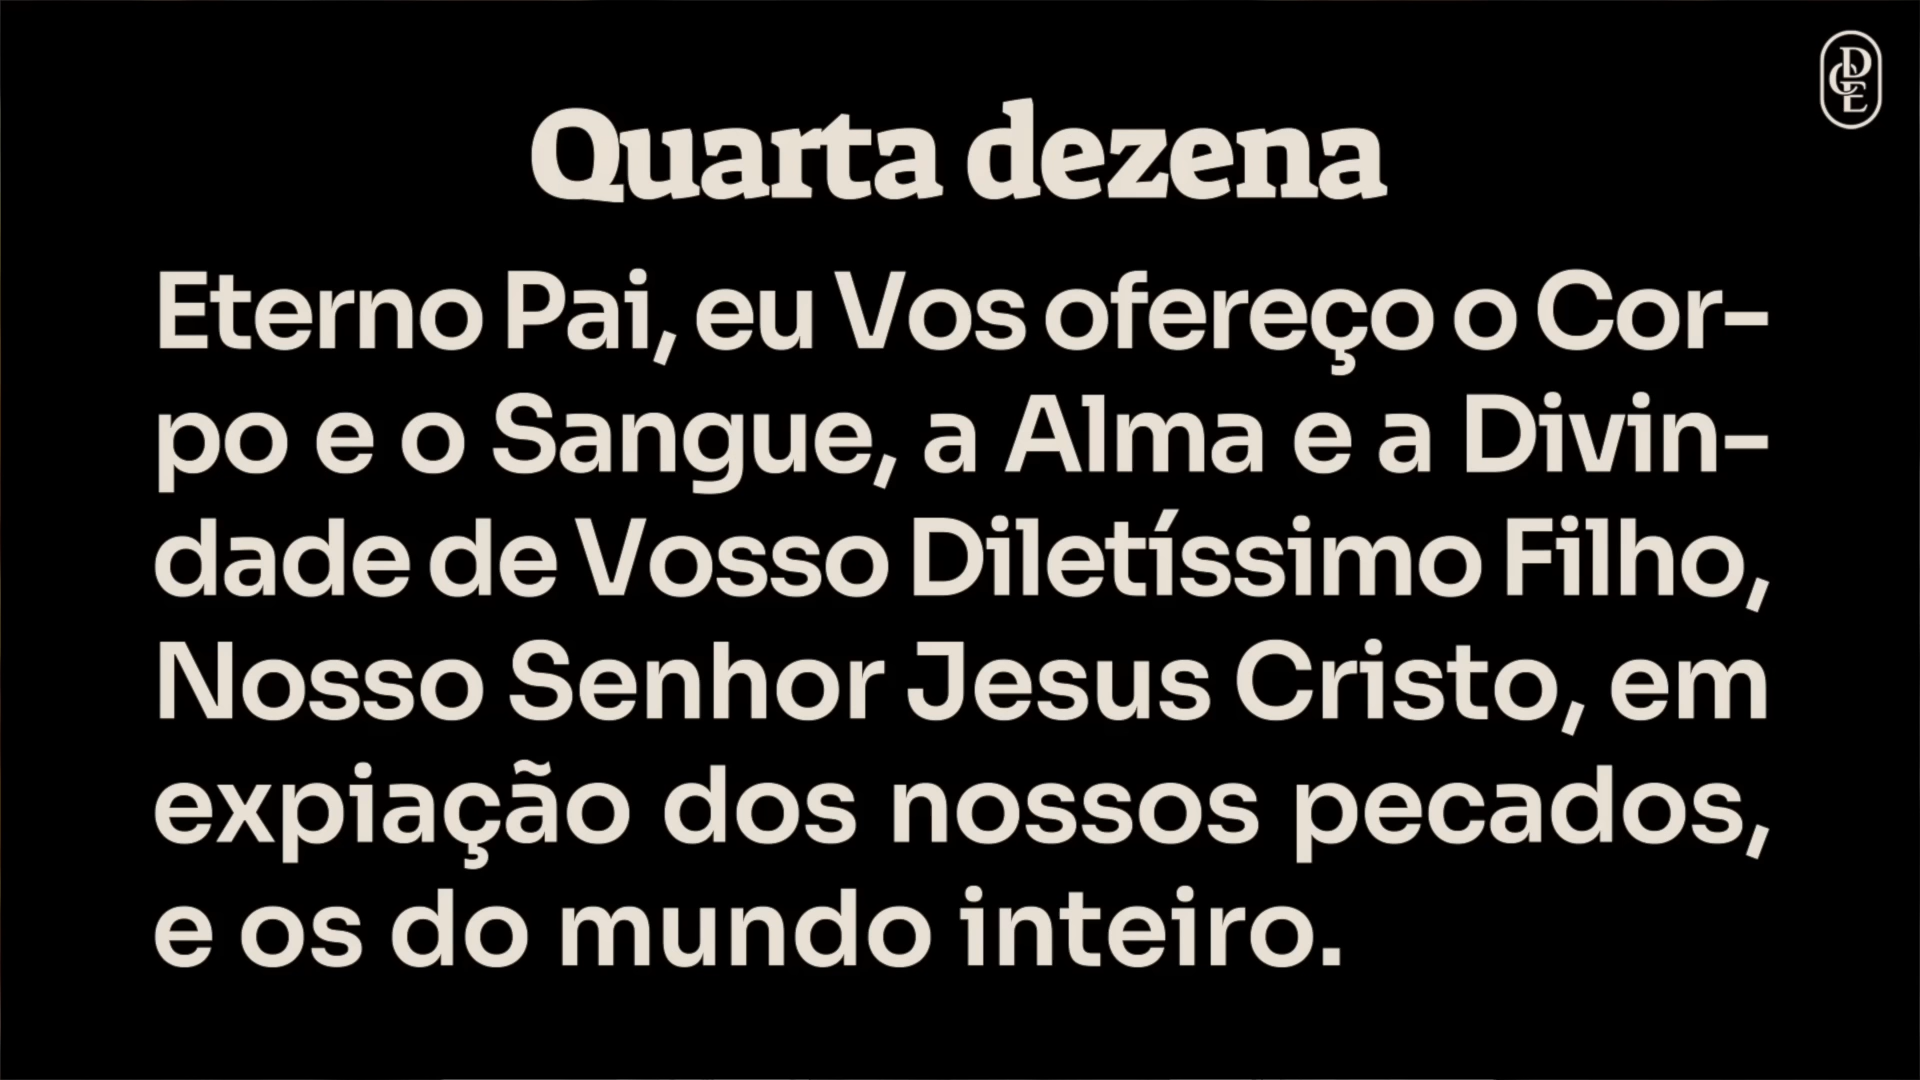 Quarta dezena
Eterno Pai, eu Vos ofereço o Cor-
po e o Sangue, a Alma e a Divin-
dade de Vosso Diletíssimo Filho,
Nosso Senhor Jesus Cristo, em
expiação dos nossos pecados,
e os do mundo inteiro.